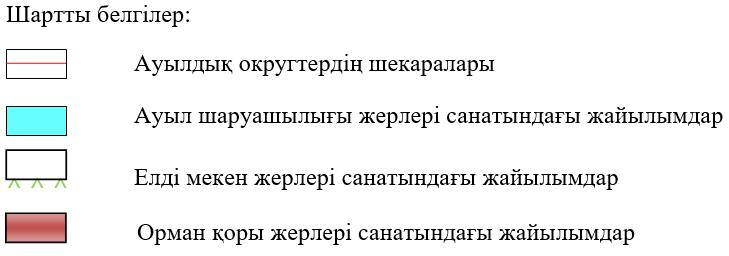 Шартты белгілер:
Ауылдық округтердің шекаралары
Ауыл шаруашылығы жерлері санатындағы жайылымдар
Елді мекен жерлері санатындағы жайылымдар
Орман қоры жерлері санатындағы жайылымдар